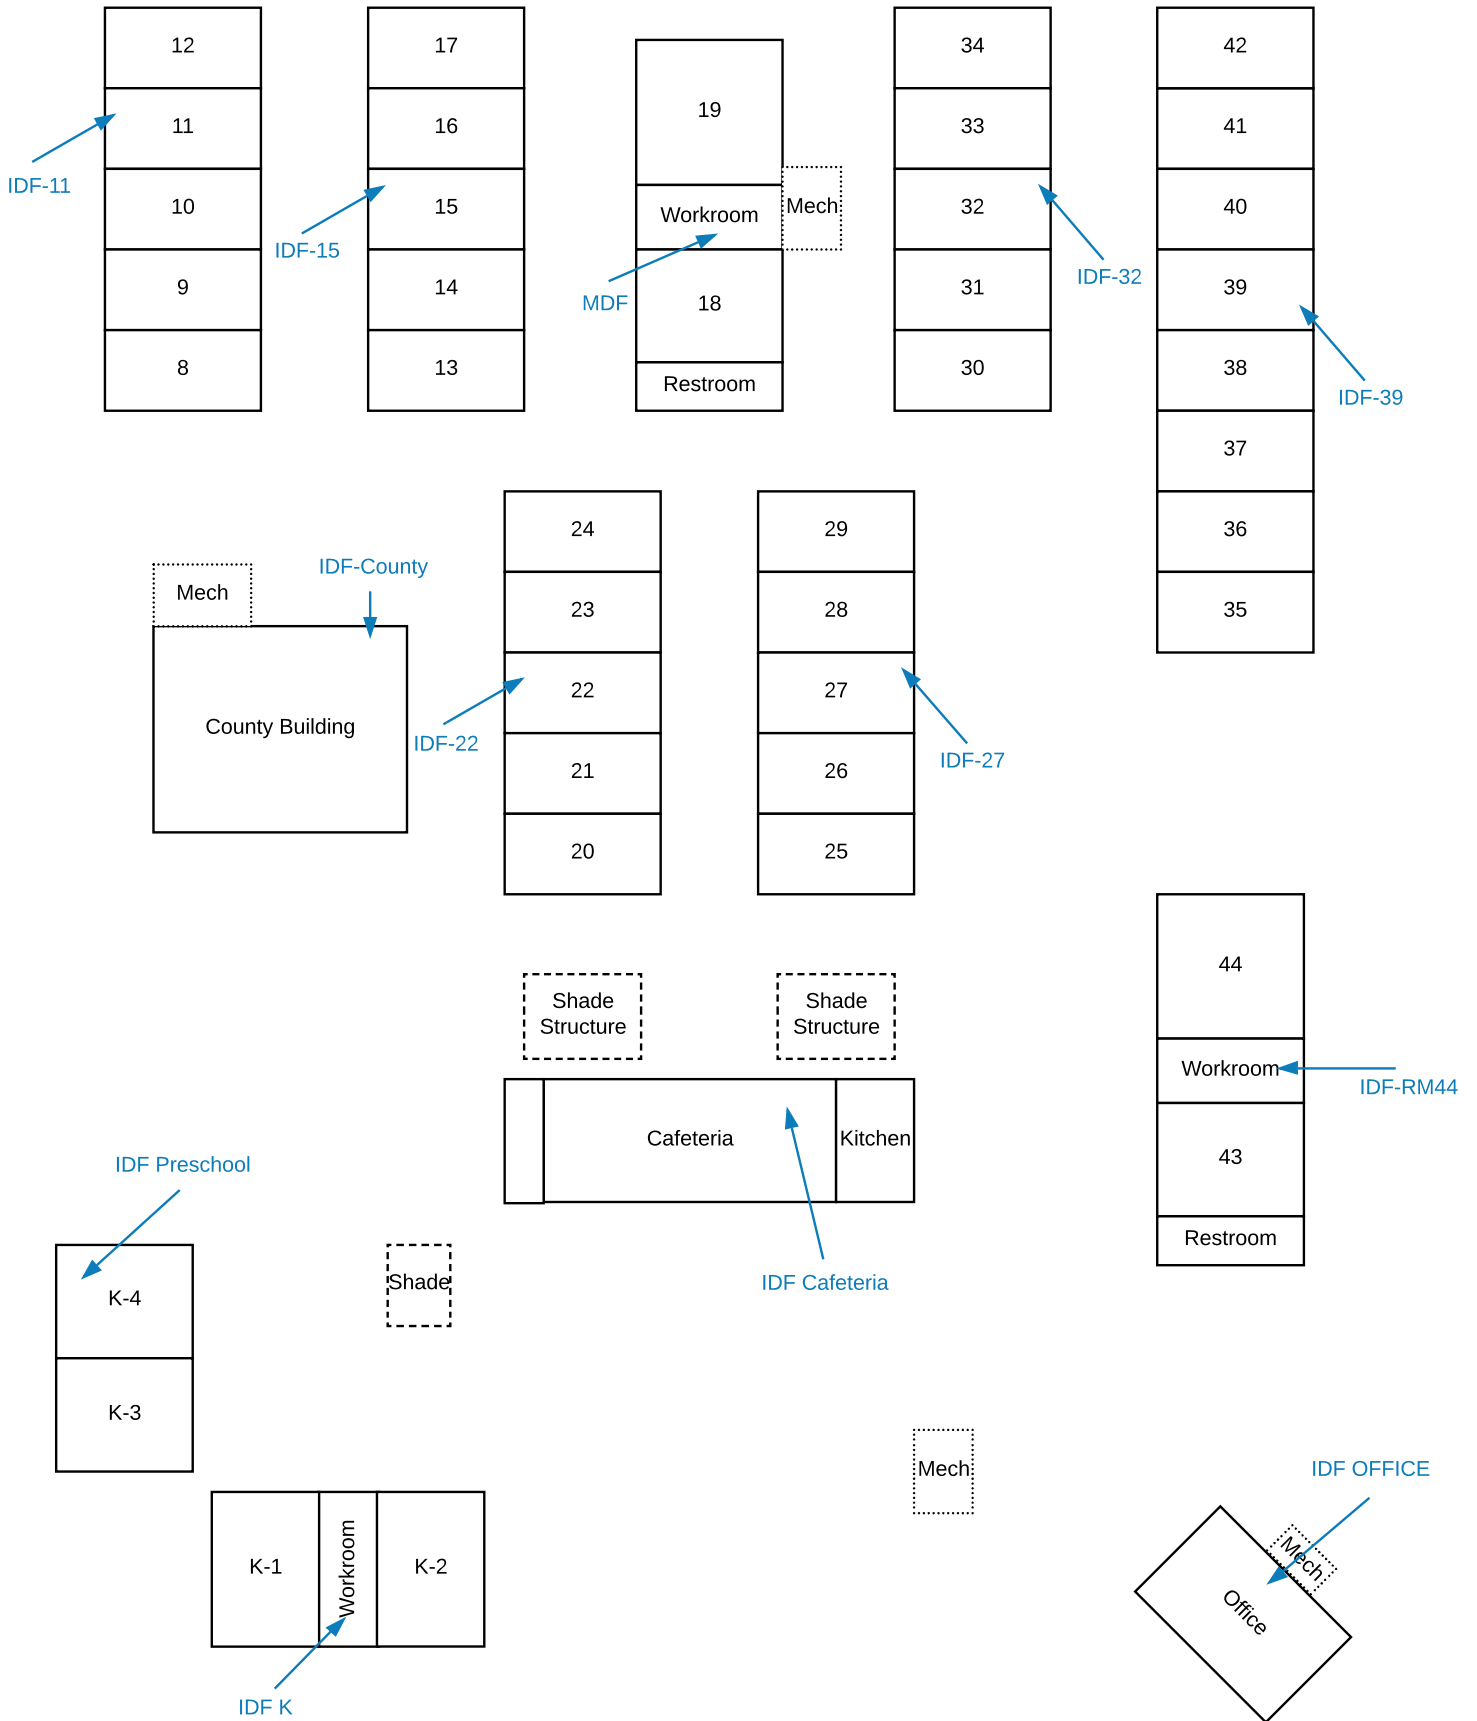 12
11
10
9
8
IDF-11
17
16
15
14
13
IDF-15
19
Workroom
Mech
18
Restroom
MDF
34
33
32
31
30
IDF-32
42
41
40
39
38
37
36
35
IDF-39
Mech
IDF-County
County Building
24
23
22
21
20
IDF-22
29
28
27
26
25
IDF-27
Shade
Structure
Shade
Structure
Cafeteria
Kitchen
IDF Cafeteria
44
Workroom
43
Restroom
IDF-RM44
IDF Preschool
K-4
K-3
Shade
K-1
Workroom
K-2
IDF K
Mech
IDF OFFICE
Mech
Office